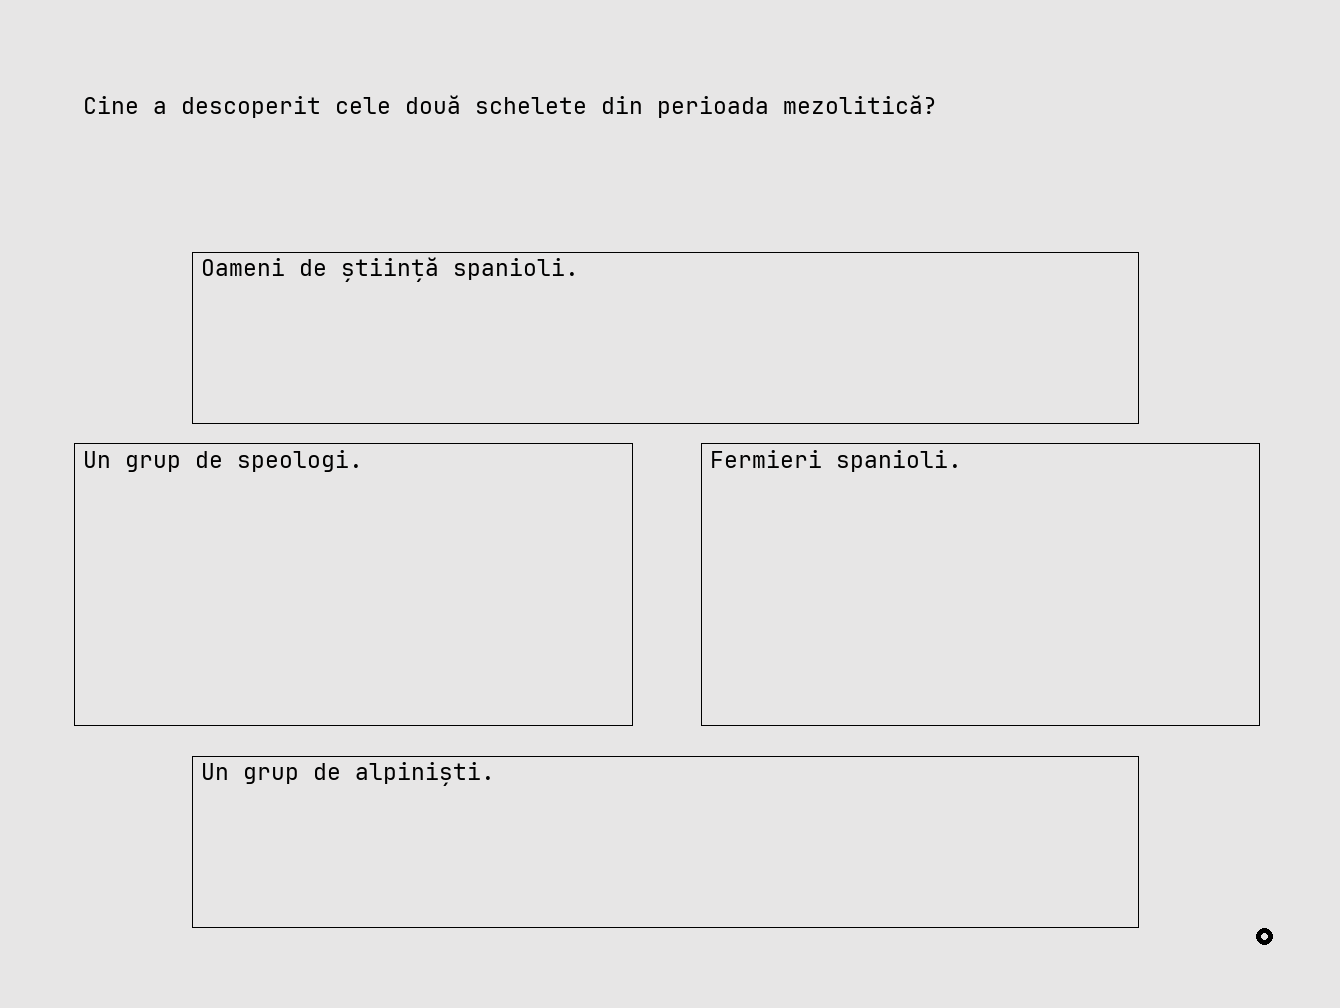 Cine a descoperit cele două schelete din perioada mezolitică?
Oameni de știință spanioli.
Un grup de speologi.
Fermieri spanioli.
Un grup de alpiniști.